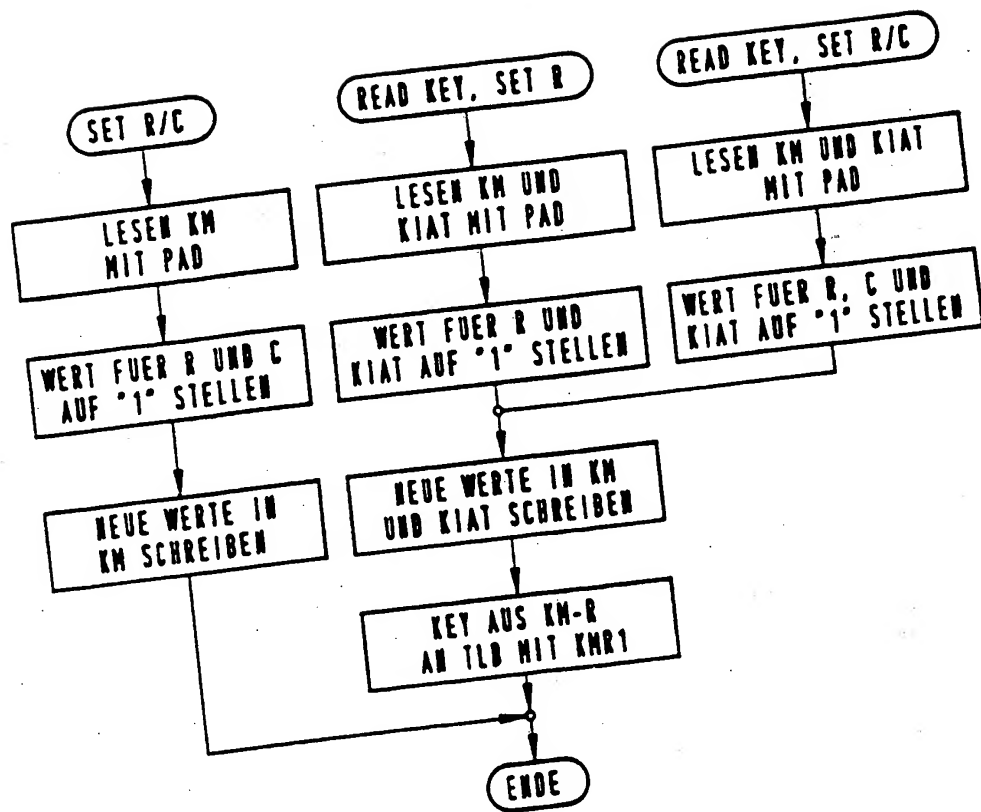 SET R/C
LESEN KM
MIT PAD
WERT FUER R UND C
AUF "1" STELLEN
NEUE WERTE IN
KM SCHREIBEN
READ KEY, SET R
LESEN KM UND
KIAT MIT PAD
WERT FUER R UND
KIAT AUF "1" STELLEN
READ KEY, SET R/C
LESEN KM UND KIAT
MIT PAD
WERT FUER R, C UND
KIAT AUF "1" STELLEN
NEUE WERTE IN KM
UND KIAT SCHREIBEN
KEY AUS KM-R
AN TLB MIT KMR1
ENDE